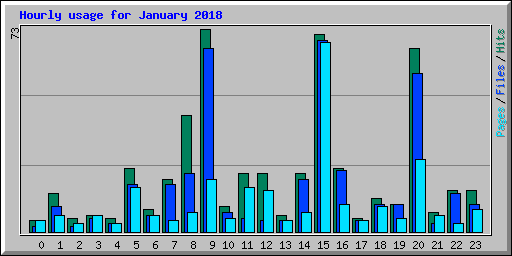 Hourly usage for January 2018
73
Pages/Files/Hits
0 1 2 3 4 5 6 7 8 9 10 11 12 13 14 15 16 17 18 19 20 21 22 23